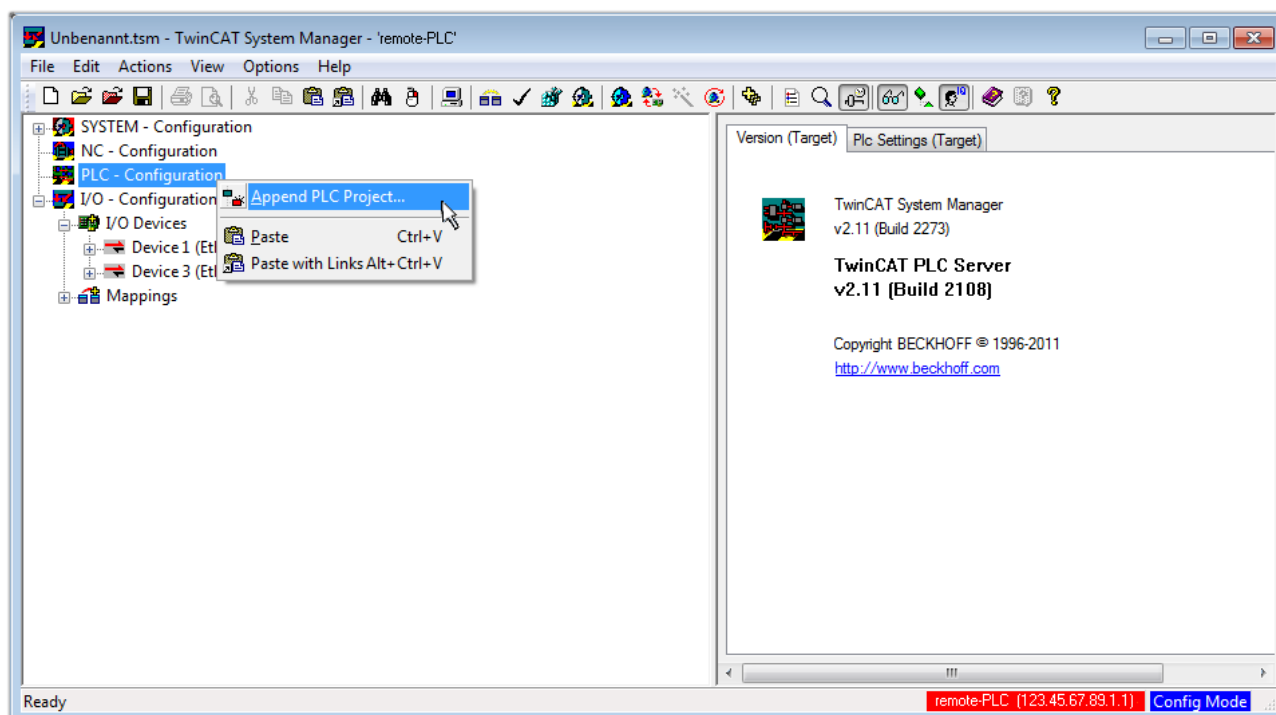 Unbenannt.tsm - TwinCAT System Manager - 'remote-PLC'
File Edit Actions View Options Help
SYSTEM - Configuration
NC - Configuration
PLC - Configuration
I/O - Configuration
I/O Devices
Device 1 (Et
Device 3 (Et
Mappings
Append PLC Project...
Paste Ctrl+V
Paste with Links Alt+Ctrl+V
Version (Target) Plc Settings (Target)
TwinCAT System Manager
v2.11 (Build 2273)
TwinCAT PLC Server
v2.11 (Build 2108)
Copyright BECKHOFF © 1996-2011
http://www.beckhoff.com
Ready
remote-PLC (123.45.67.89.1.1) Config Mode